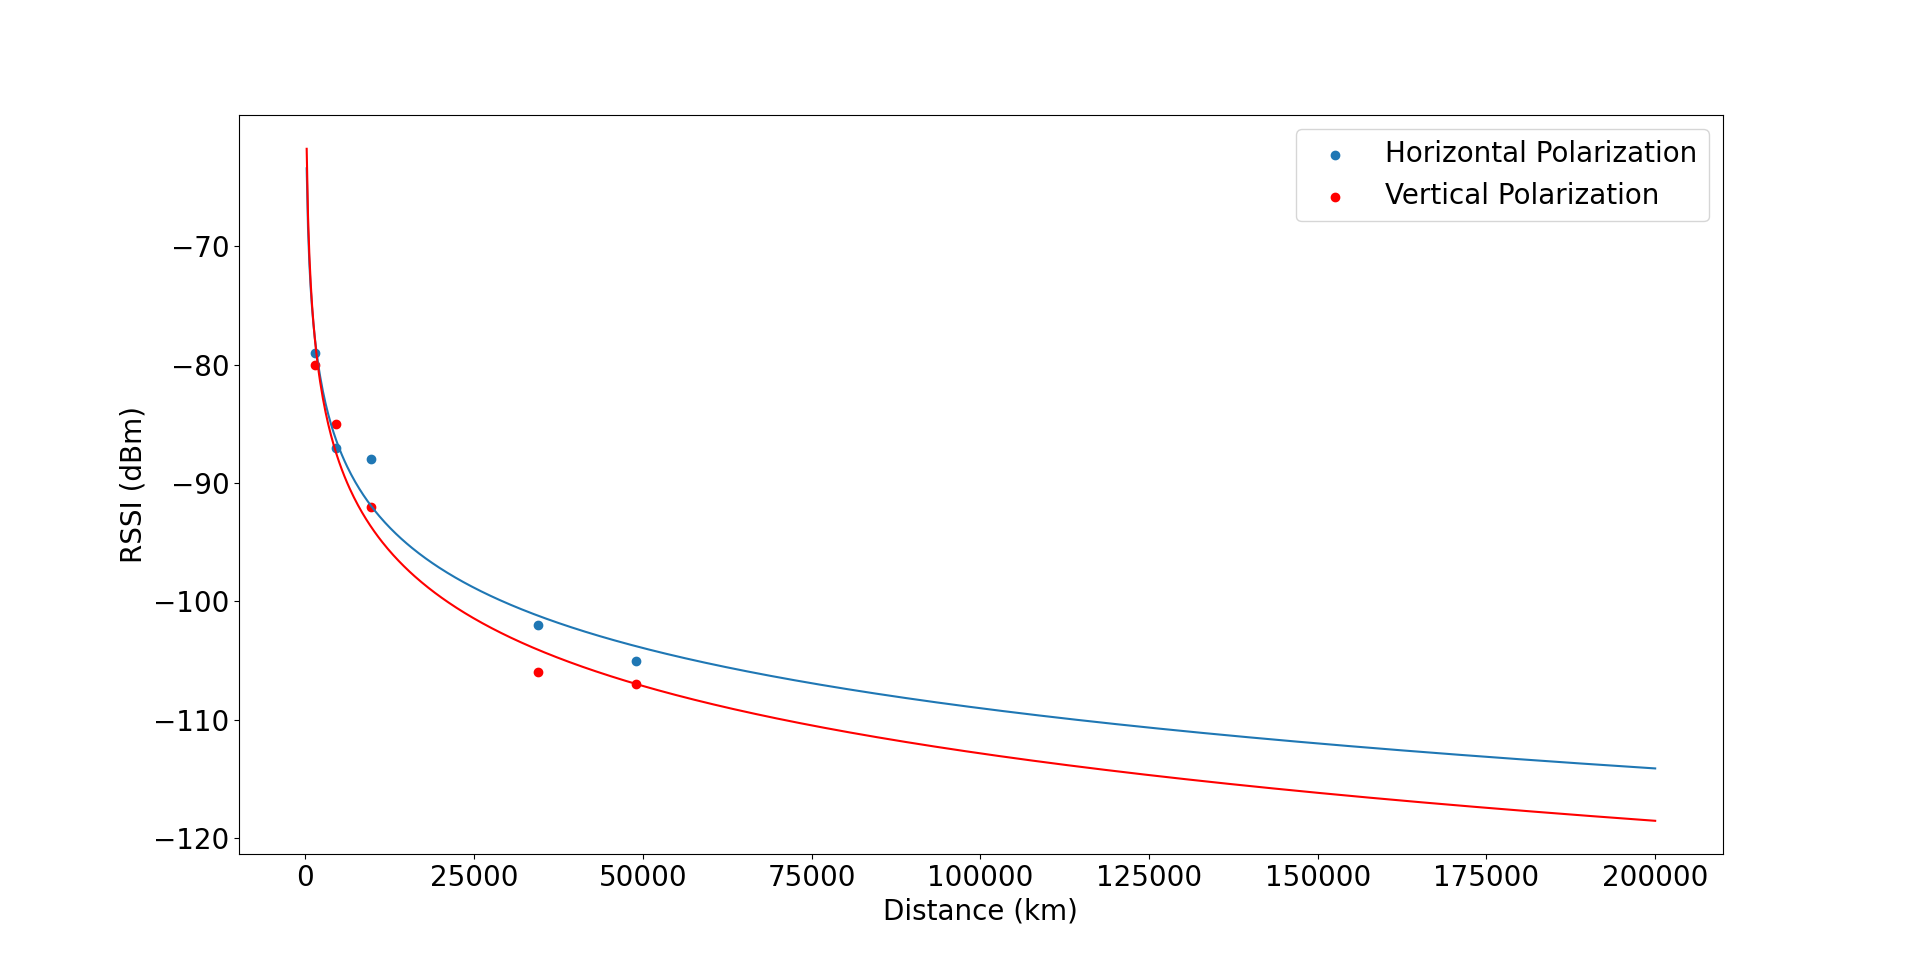 Horizontal Polarization
Vertical Polarization
−70
−80
−90
−100
−110
−120
RSSI (dBm)
0 25000 50000 75000 100000 125000 150000 175000 200000
Distance (km)